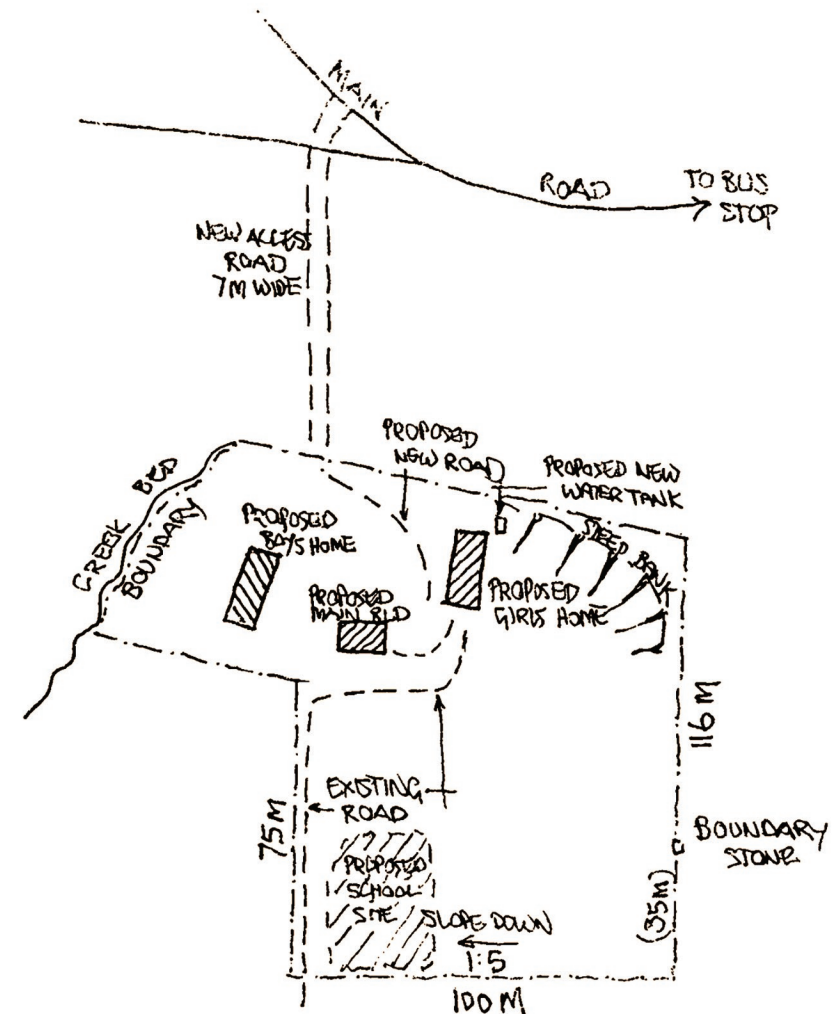 MAIN
ROAD
TO BUS
STOP
NEW ACCESS
ROAD
7M WIDE
PROPOSED
NEW ROAD
PROPOSED NEW
WATER TANK
CREEK BED
BOUNDARY
PROPOSED
BAYS HOME
STEEP BANK
PROPOSED
MAIN BLD
PROPOSED
GIRLS HOME
116 M
EXISTING
ROAD
75M
BOUNDARY
STONE
PROPOSED
SCHOOL
SITE
(35M)
SLOPE DOWN
1:5
100 M